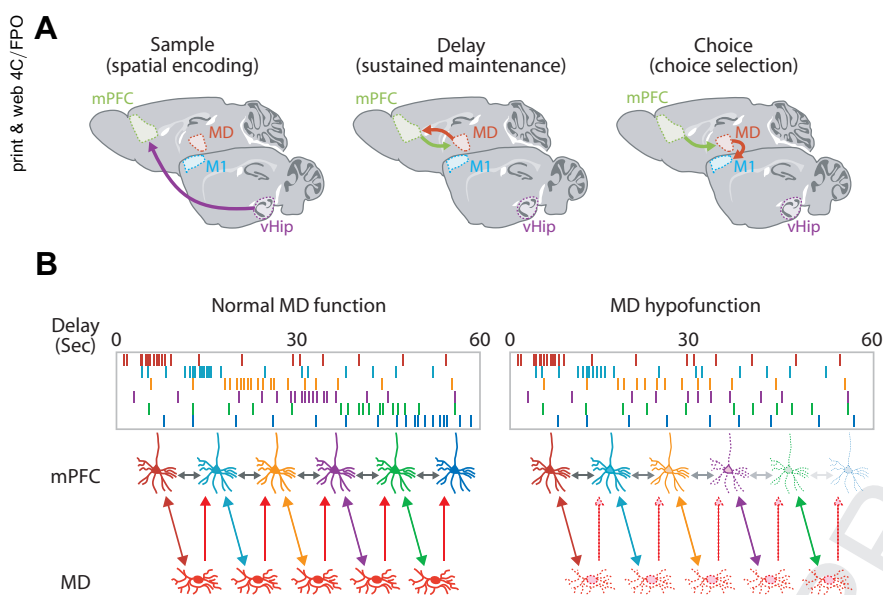 print & web 4C/FPO
A
Sample
(spatial encoding)
Delay
(sustained maintenance)
Choice
(choice selection)
mPFC
MD
M1
vHip
mPFC
MD
vHip
mPFC
MD
M1
vHip
B
Normal MD function
MD hypofunction
Delay
(Sec)
0
30
60
0
30
60
mPFC
MD